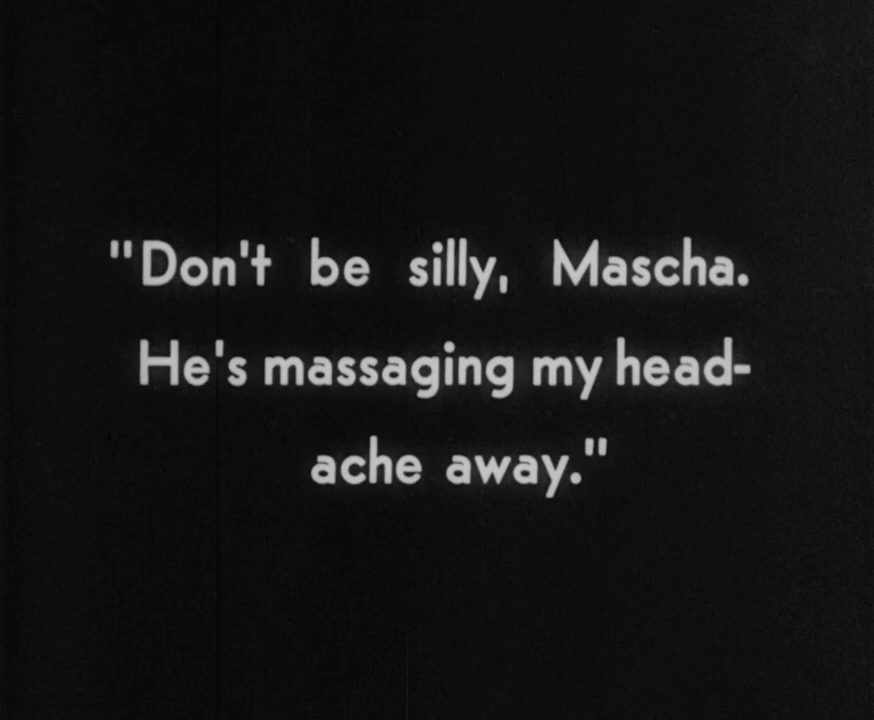 "Don't be silly, Mascha.
He's massaging my head-
ache away."